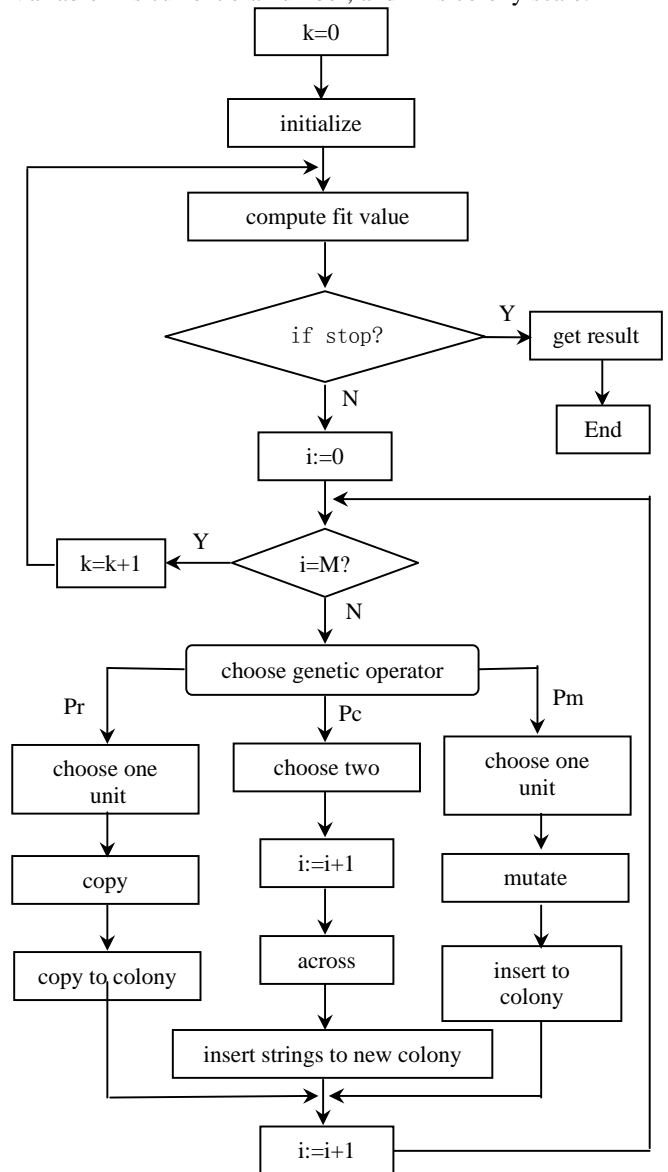 k=0
initialize
compute fit value
if stop?
Y
get result
N
End
i:=0
Y
k=k+1
i=M?
N
choose genetic operator
Pr
Pc
Pm
choose one
unit
choose two
choose one
unit
i:=i+1
copy
mutate
across
copy to colony
insert to
colony
insert strings to new colony
i:=i+1